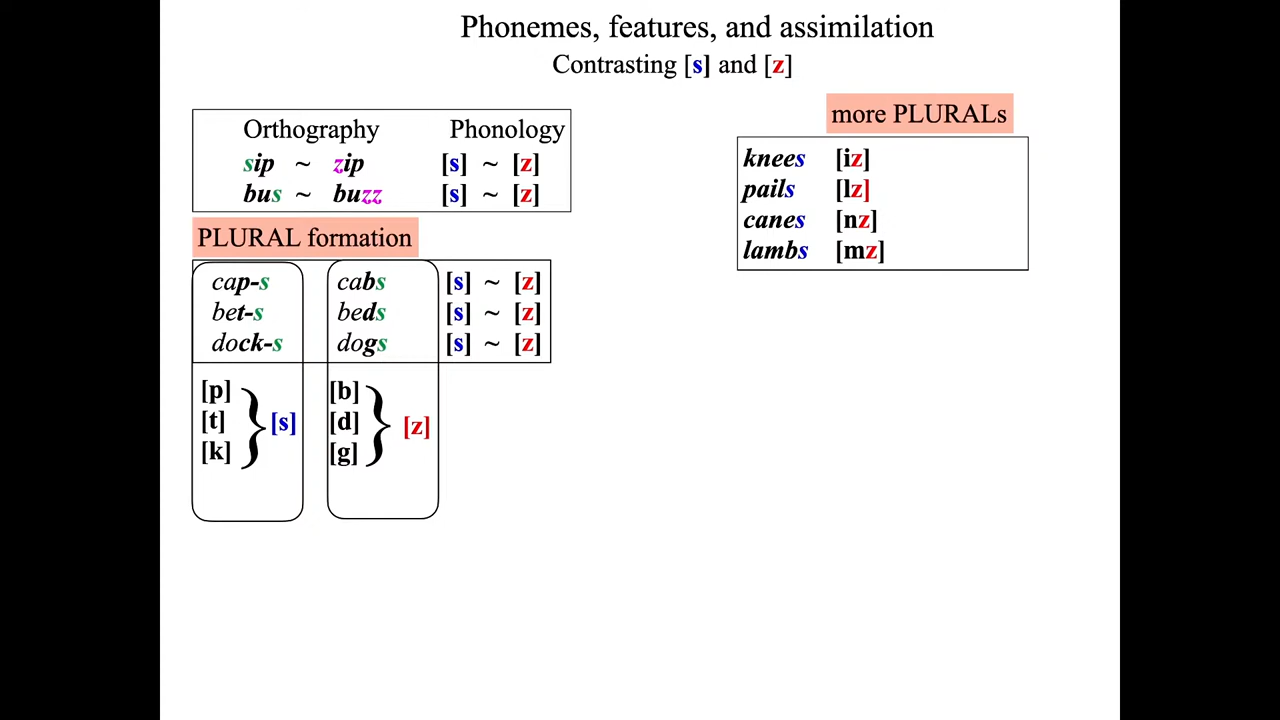 Phonemes, features, and assimilation
Contrasting [s] and [z]
Orthography Phonology
sip ~ zip [s] ~ [z]
bus ~ buzz [s] ~ [z]
PLURAL formation
cap-s cabs [s] ~ [z]
bet-s beds [s] ~ [z]
dock-s dogs [s] ~ [z]
[p] [b]
[t] } [s] [d] } [z]
[k] [g]
more PLURALs
knees [iz]
pails [lz]
canes [nz]
lambs [mz]